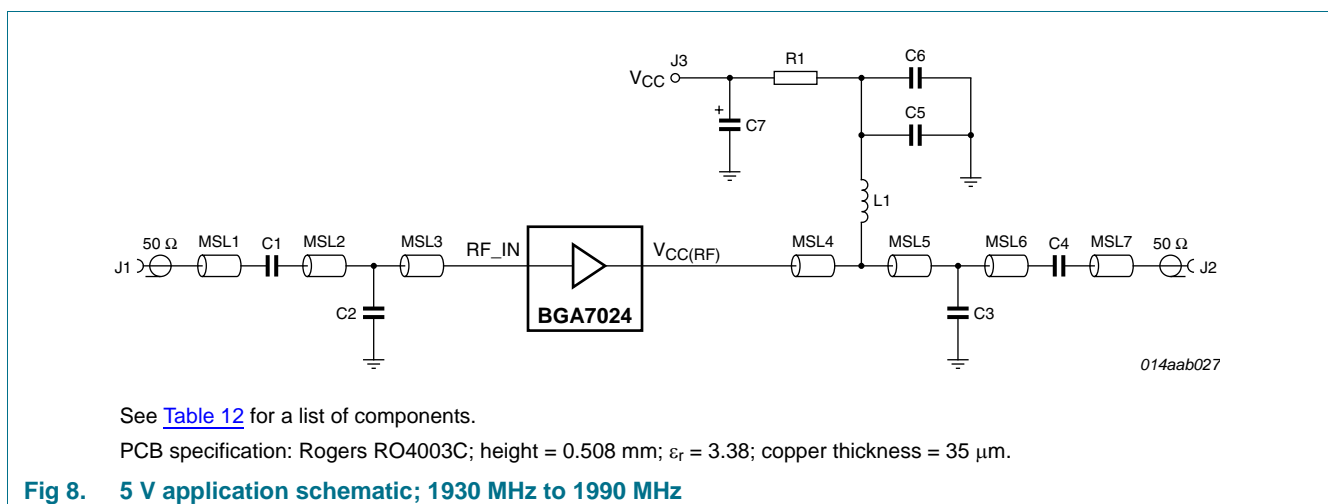 J3
R1
C6
VCC
+
C7
C5
L1
50 Ω MSL1 C1 MSL2 MSL3 RF_IN VCC(RF) MSL4 MSL5 MSL6 C4 MSL7 50 Ω
J1 J2
C2 BGA7024 C3
014aab027
See Table 12 for a list of components.
PCB specification: Rogers RO4003C; height = 0.508 mm; εr = 3.38; copper thickness = 35 μm.
Fig 8. 5 V application schematic; 1930 MHz to 1990 MHz